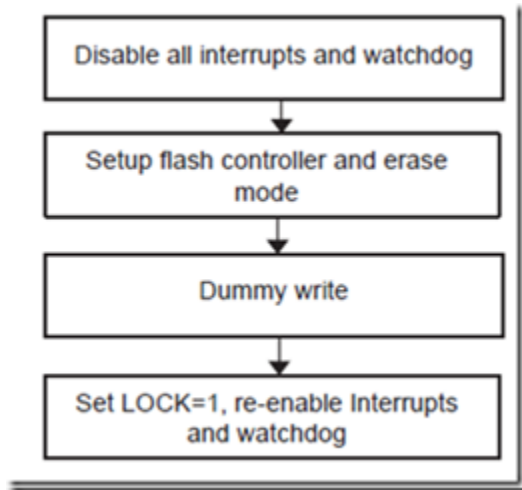 Disable all interrupts and watchdog
Setup flash controller and erase
mode
Dummy write
Set LOCK=1, re-enable Interrupts
and watchdog